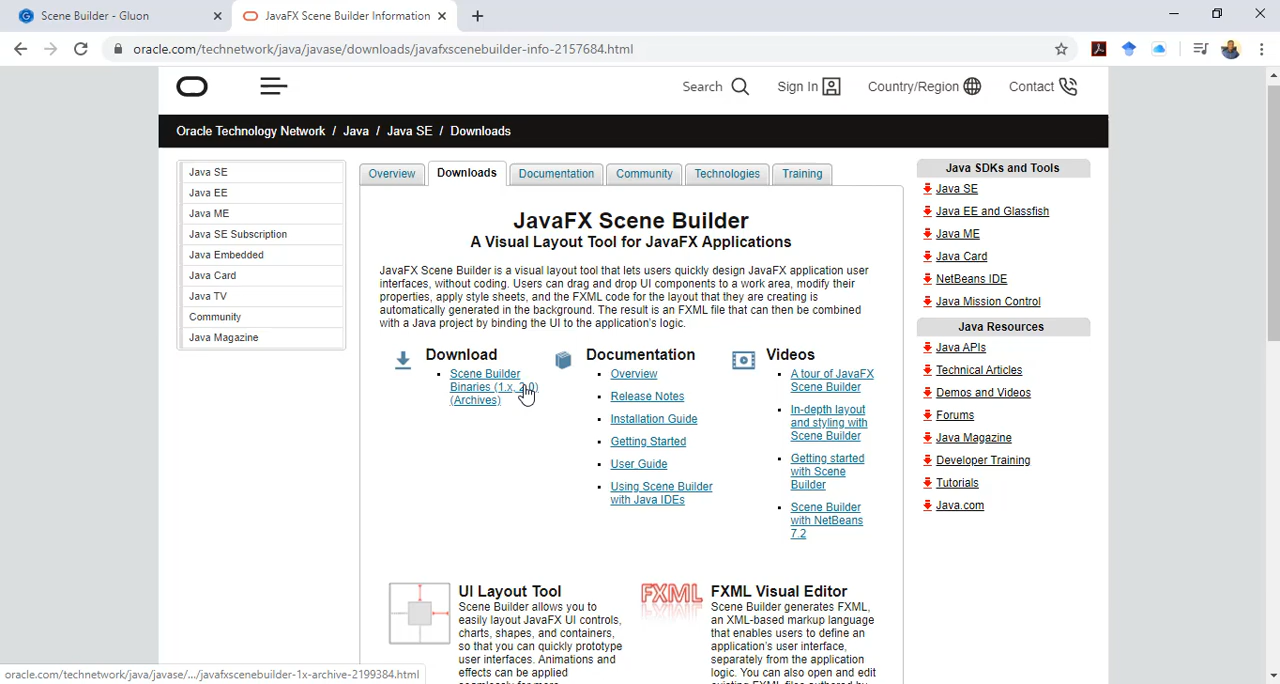 Scene Builder - Gluon
JavaFX Scene Builder Information
oracle.com/technetwork/java/javase/downloads/javafxscenebuilder-info-2157684.html
Search
Sign In
Country/Region
Contact
Oracle Technology Network / Java / Java SE / Downloads
Java SE
Java EE
Java ME
Java SE Subscription
Java Embedded
Java Card
Java TV
Community
Java Magazine
Overview
Downloads
Documentation
Community
Technologies
Training
JavaFX Scene Builder
A Visual Layout Tool for JavaFX Applications
JavaFX Scene Builder is a visual layout tool that lets users quickly design JavaFX application user
interfaces, without coding. Users can drag and drop UI components to a work area, modify their
properties, apply style sheets, and the FXML code for the layout that they are creating is
automatically generated in the background. The result is an FXML file that can then be combined
with a Java project by binding the UI to the application's logic.
Download
Scene Builder
Binaries (1.x, 2.0)
(Archives)
Documentation
Overview
Release Notes
Installation Guide
Getting Started
User Guide
Using Scene Builder
with Java IDEs
Videos
A tour of JavaFX
Scene Builder
In-depth layout
and styling with
Scene Builder
Getting started
with Scene
Builder
Scene Builder
with NetBeans
7.2
UI Layout Tool
Scene Builder allows you to
easily layout JavaFX UI controls,
charts, shapes, and containers,
so that you can quickly prototype
user interfaces. Animations and
effects can be applied
FXML
FXML Visual Editor
Scene Builder generates FXML,
an XML-based markup language
that enables users to define an
application's user interface,
separately from the application
logic. You can also open and edit
Java SDKs and Tools
Java SE
Java EE and Glassfish
Java ME
Java Card
NetBeans IDE
Java Mission Control
Java Resources
Java APIs
Technical Articles
Demos and Videos
Forums
Java Magazine
Developer Training
Tutorials
Java.com
oracle.com/technetwork/java/javase/.../javafxscenebuilder-1x-archive-2199384.html